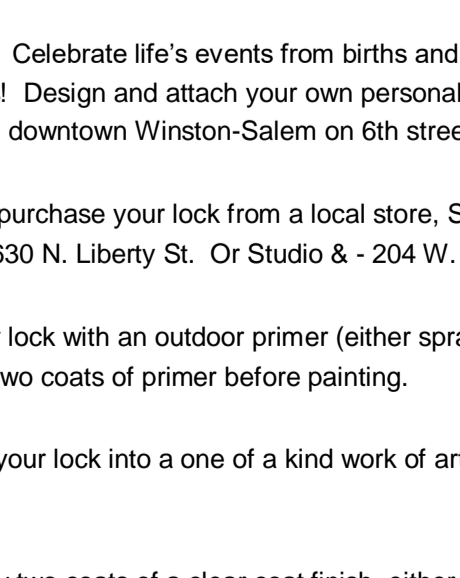 Celebrate life's events from births and
! Design and attach your own personal
downtown Winston-Salem on 6th stree
purchase your lock from a local store, S
630 N. Liberty St. Or Studio & - 204 W.
lock with an outdoor primer (either spra
wo coats of primer before painting.
your lock into a one of a kind work of ar
two coats of a clear coat finish, either